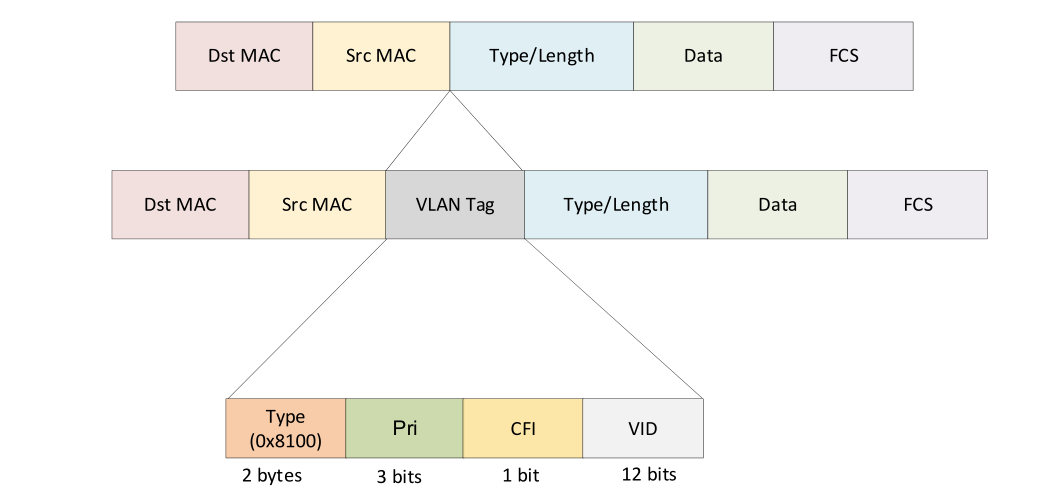 Dst MAC
Src MAC
Type/Length
Data
FCS
Dst MAC
Src MAC
VLAN Tag
Type/Length
Data
FCS
Type
(0x8100)
Pri
CFI
VID
2 bytes
3 bits
1 bit
12 bits